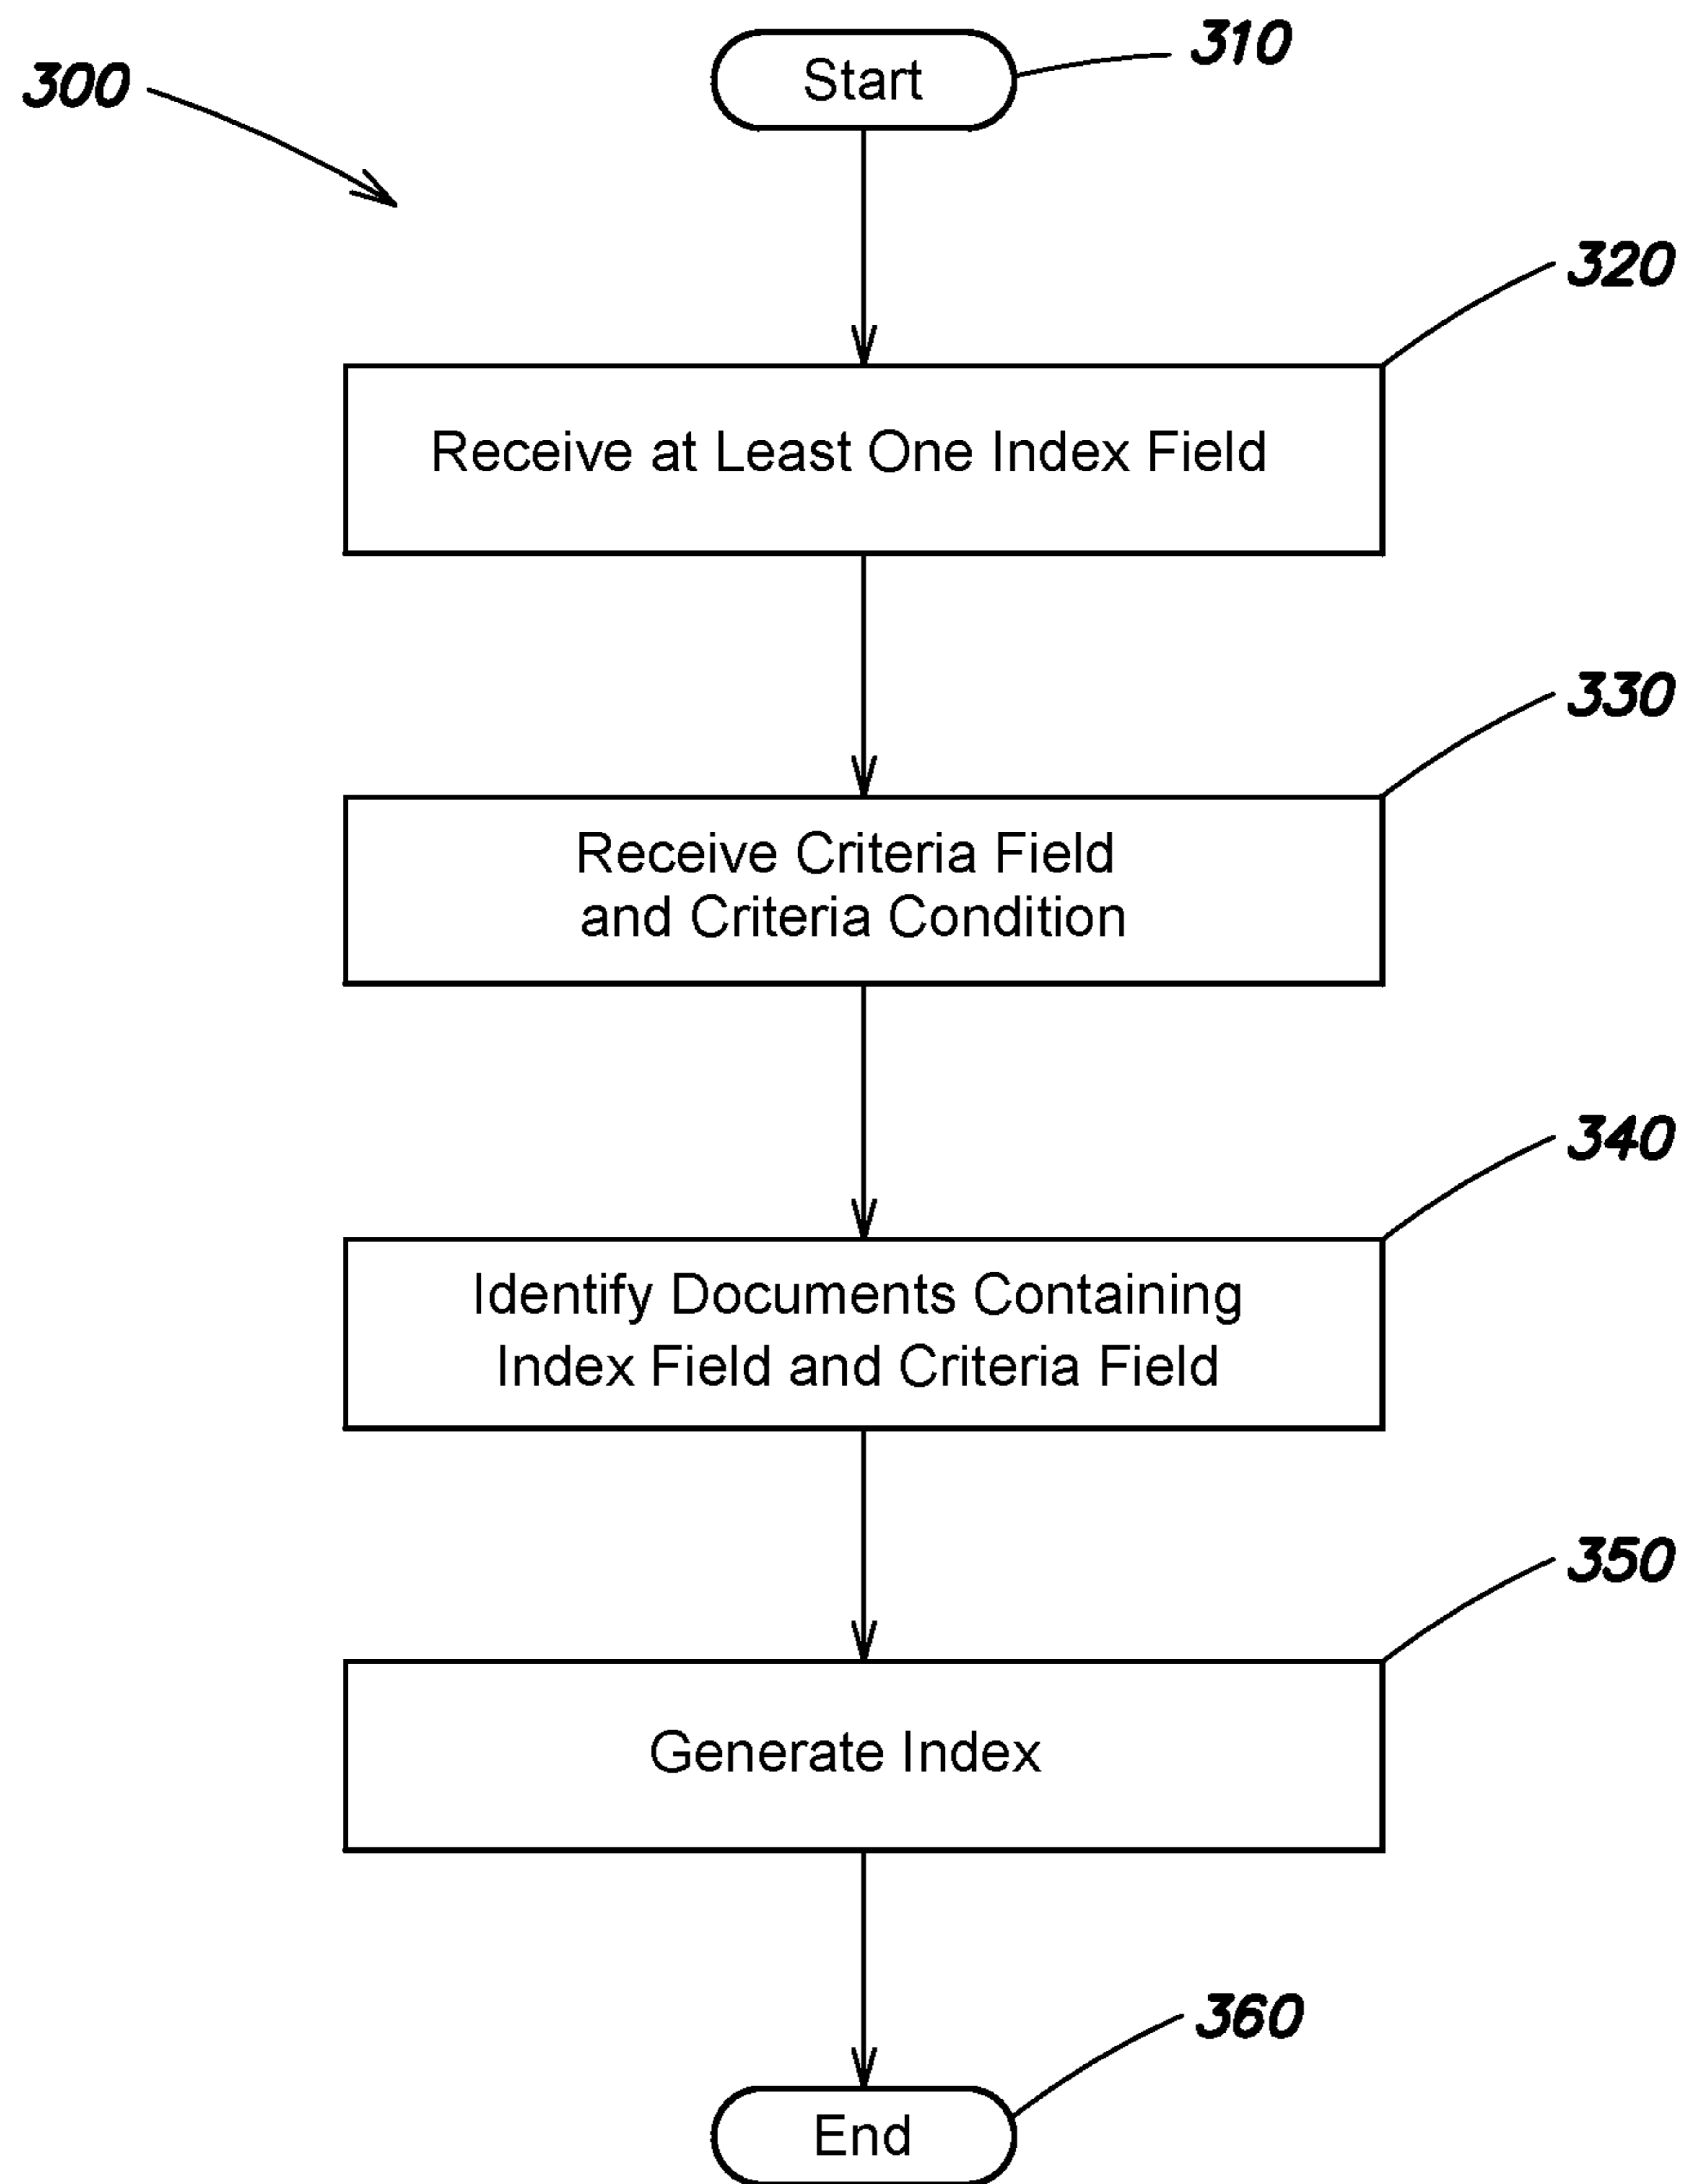 300
Start
310
320
Receive at Least One Index Field
330
Receive Criteria Field
and Criteria Condition
340
Identify Documents Containing
Index Field and Criteria Field
350
Generate Index
360
End